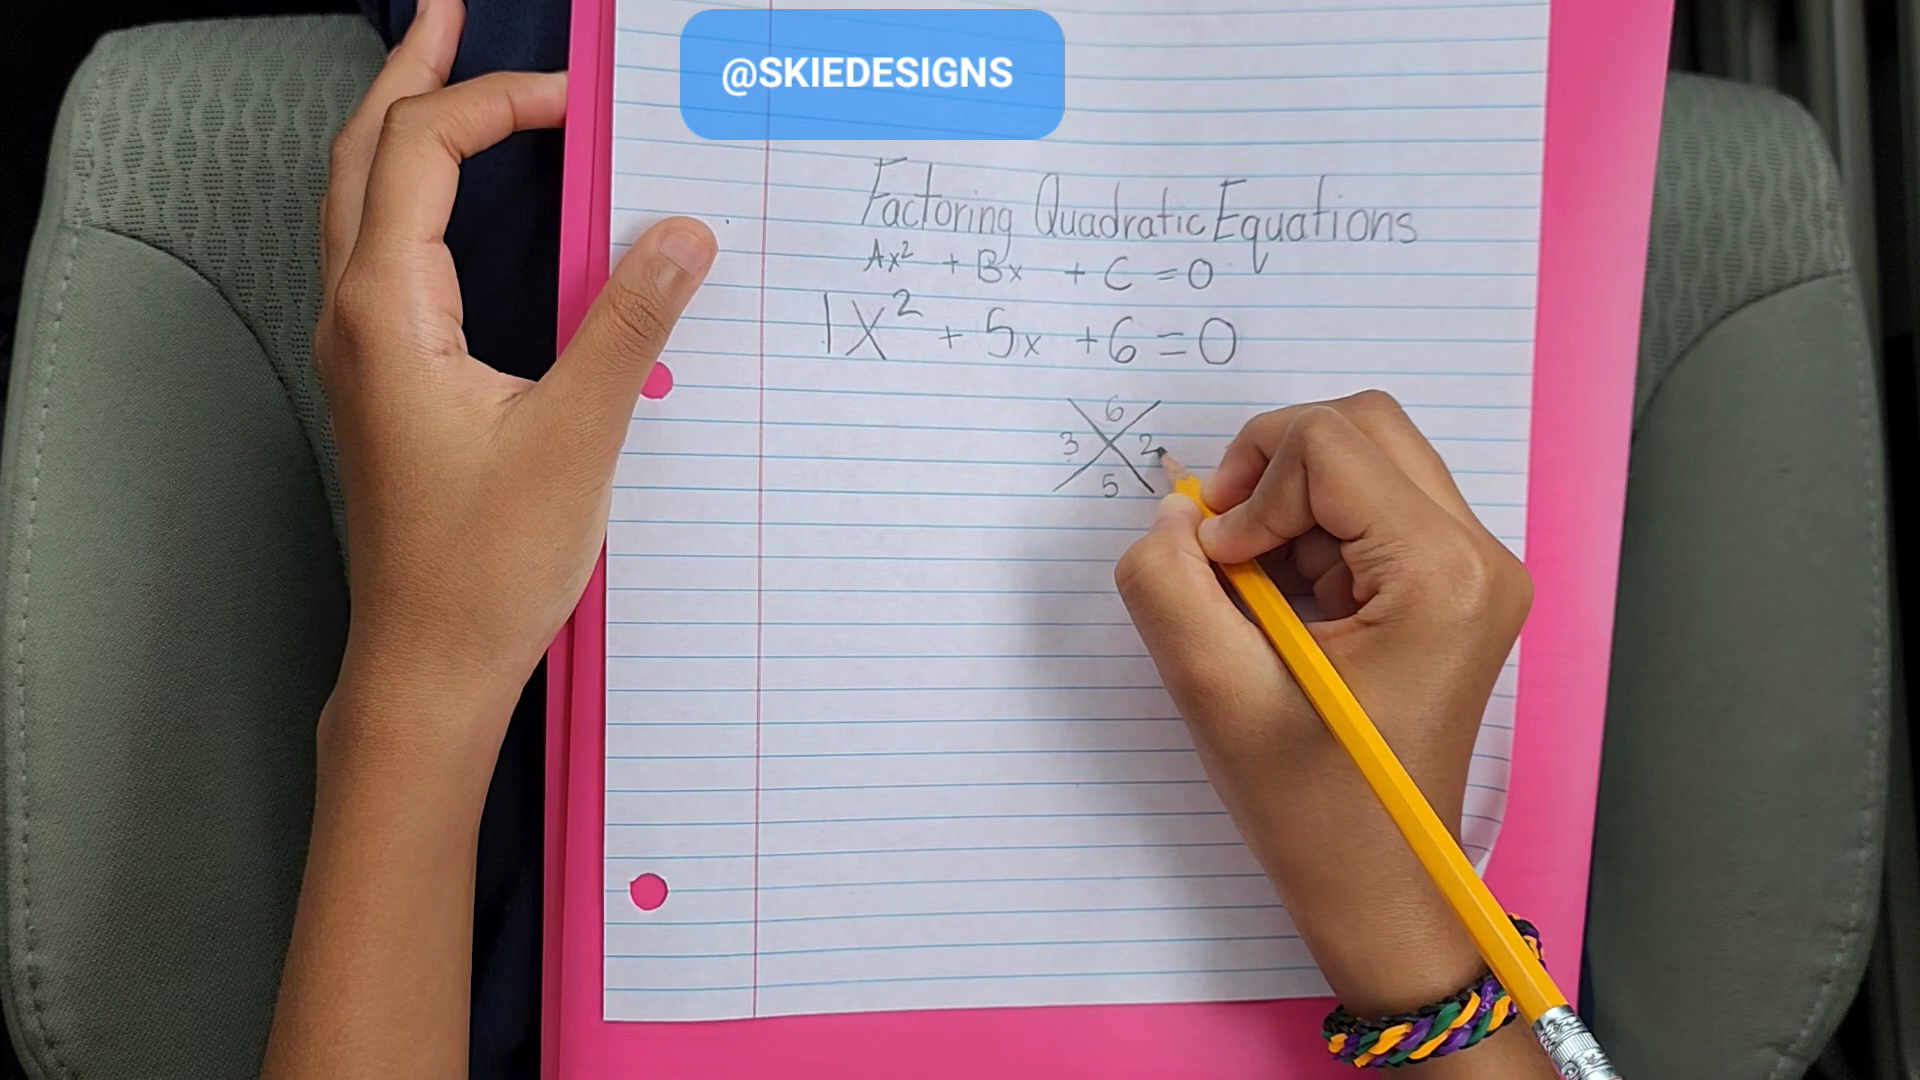 @SKIEDESIGNS
Factoring Quadratic Equations
Ax² + Bx + C = 0
1x² + 5x + 6 = 0
6
3 2
5